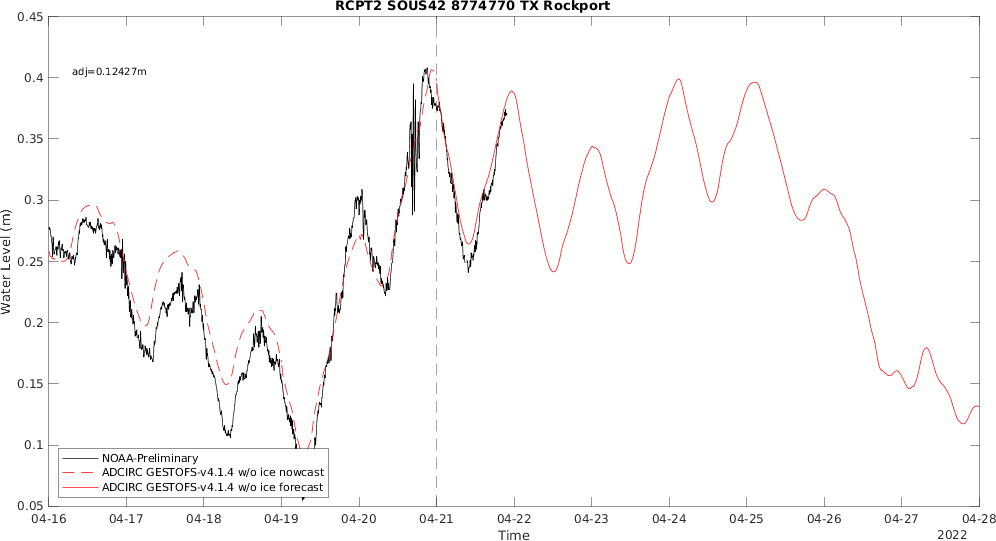 RCPT2 SOUS42 8774770 TX Rockport
0.45
adj=0.12427m
0.4
0.35
0.3
0.25
0.2
0.15
0.1
0.05
Water Level (m)
NOAA-Preliminary
ADCIRC GESTOFS-v4.1.4 w/o ice nowcast
ADCIRC GESTOFS-v4.1.4 w/o ice forecast
04-16 04-17 04-18 04-19 04-20 04-21 04-22 04-23 04-24 04-25 04-26 04-27 04-28
Time
2022